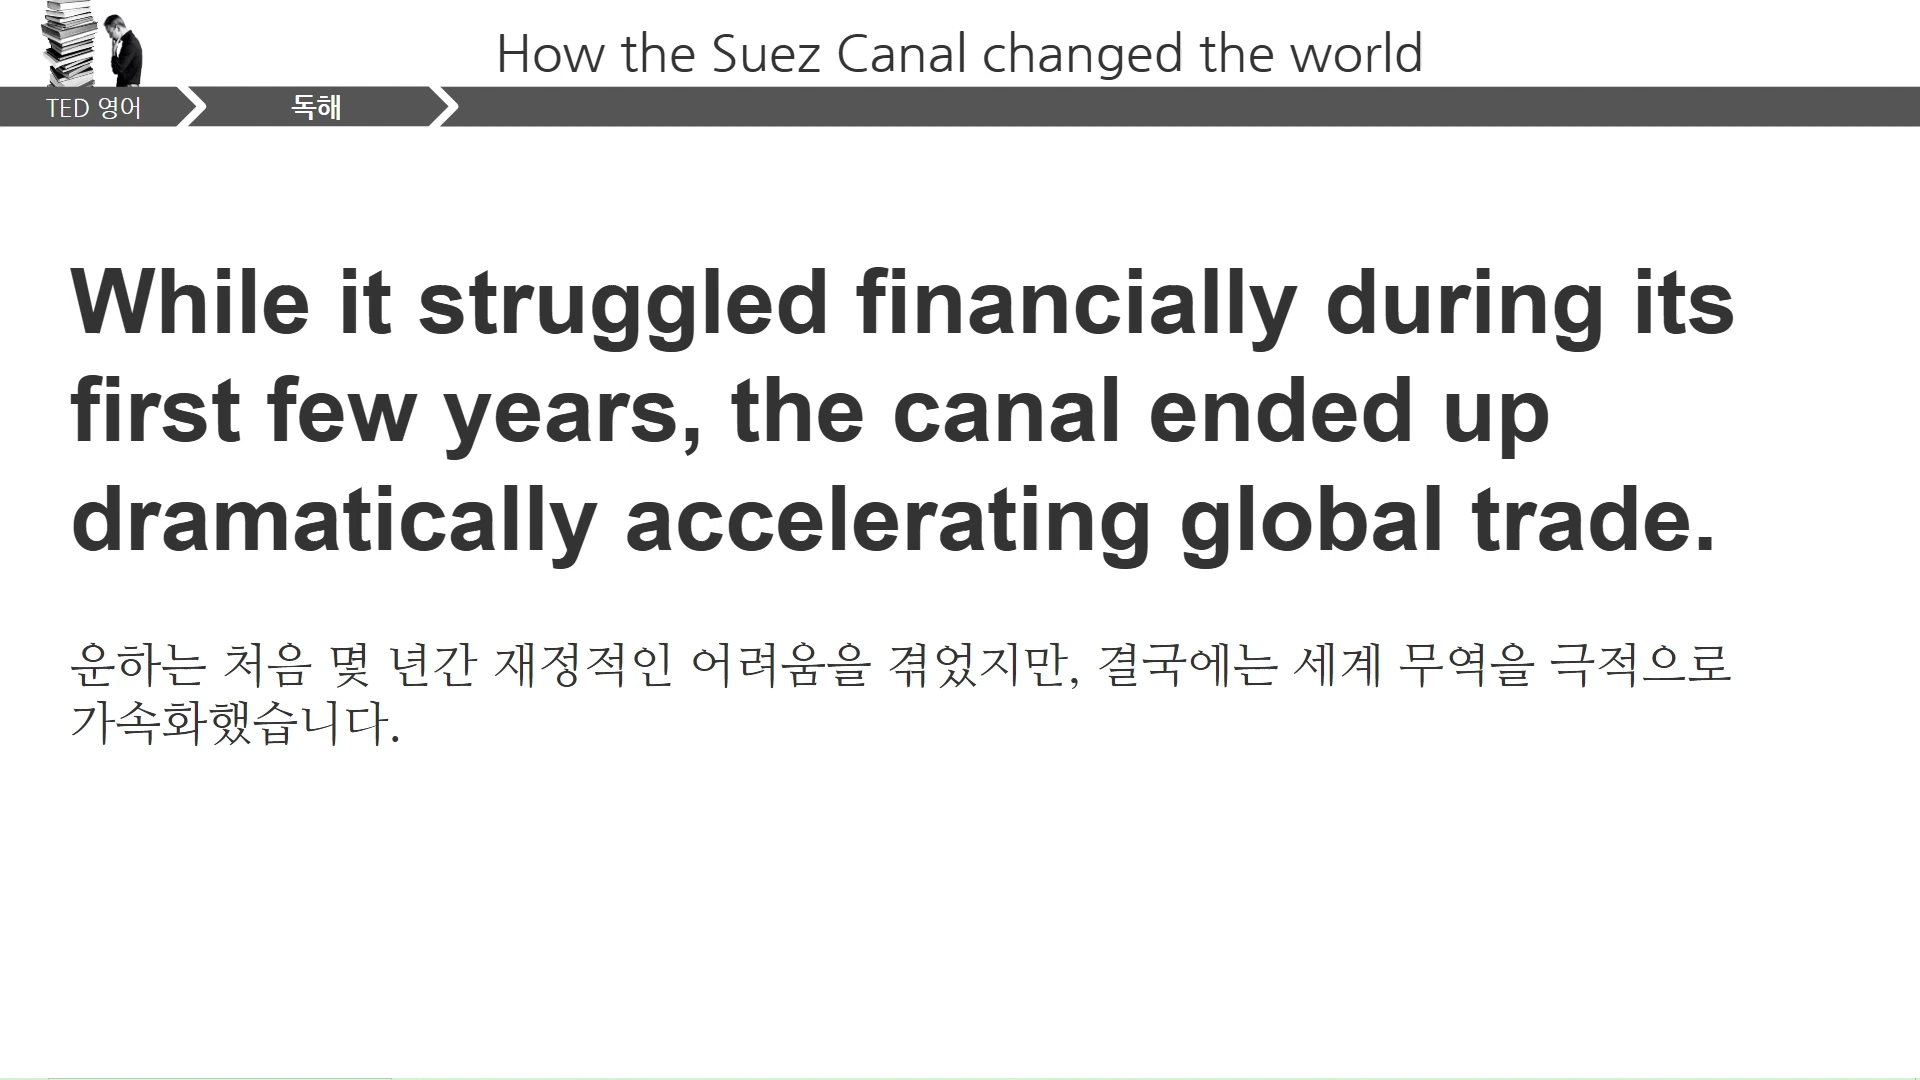 How the Suez Canal changed the world
TED 영어
독해
While it struggled financially during its
first few years, the canal ended up
dramatically accelerating global trade.
운하는 처음 몇 년간 재정적인 어려움을 겪었지만, 결국에는 세계 무역을 극적으로
가속화했습니다.